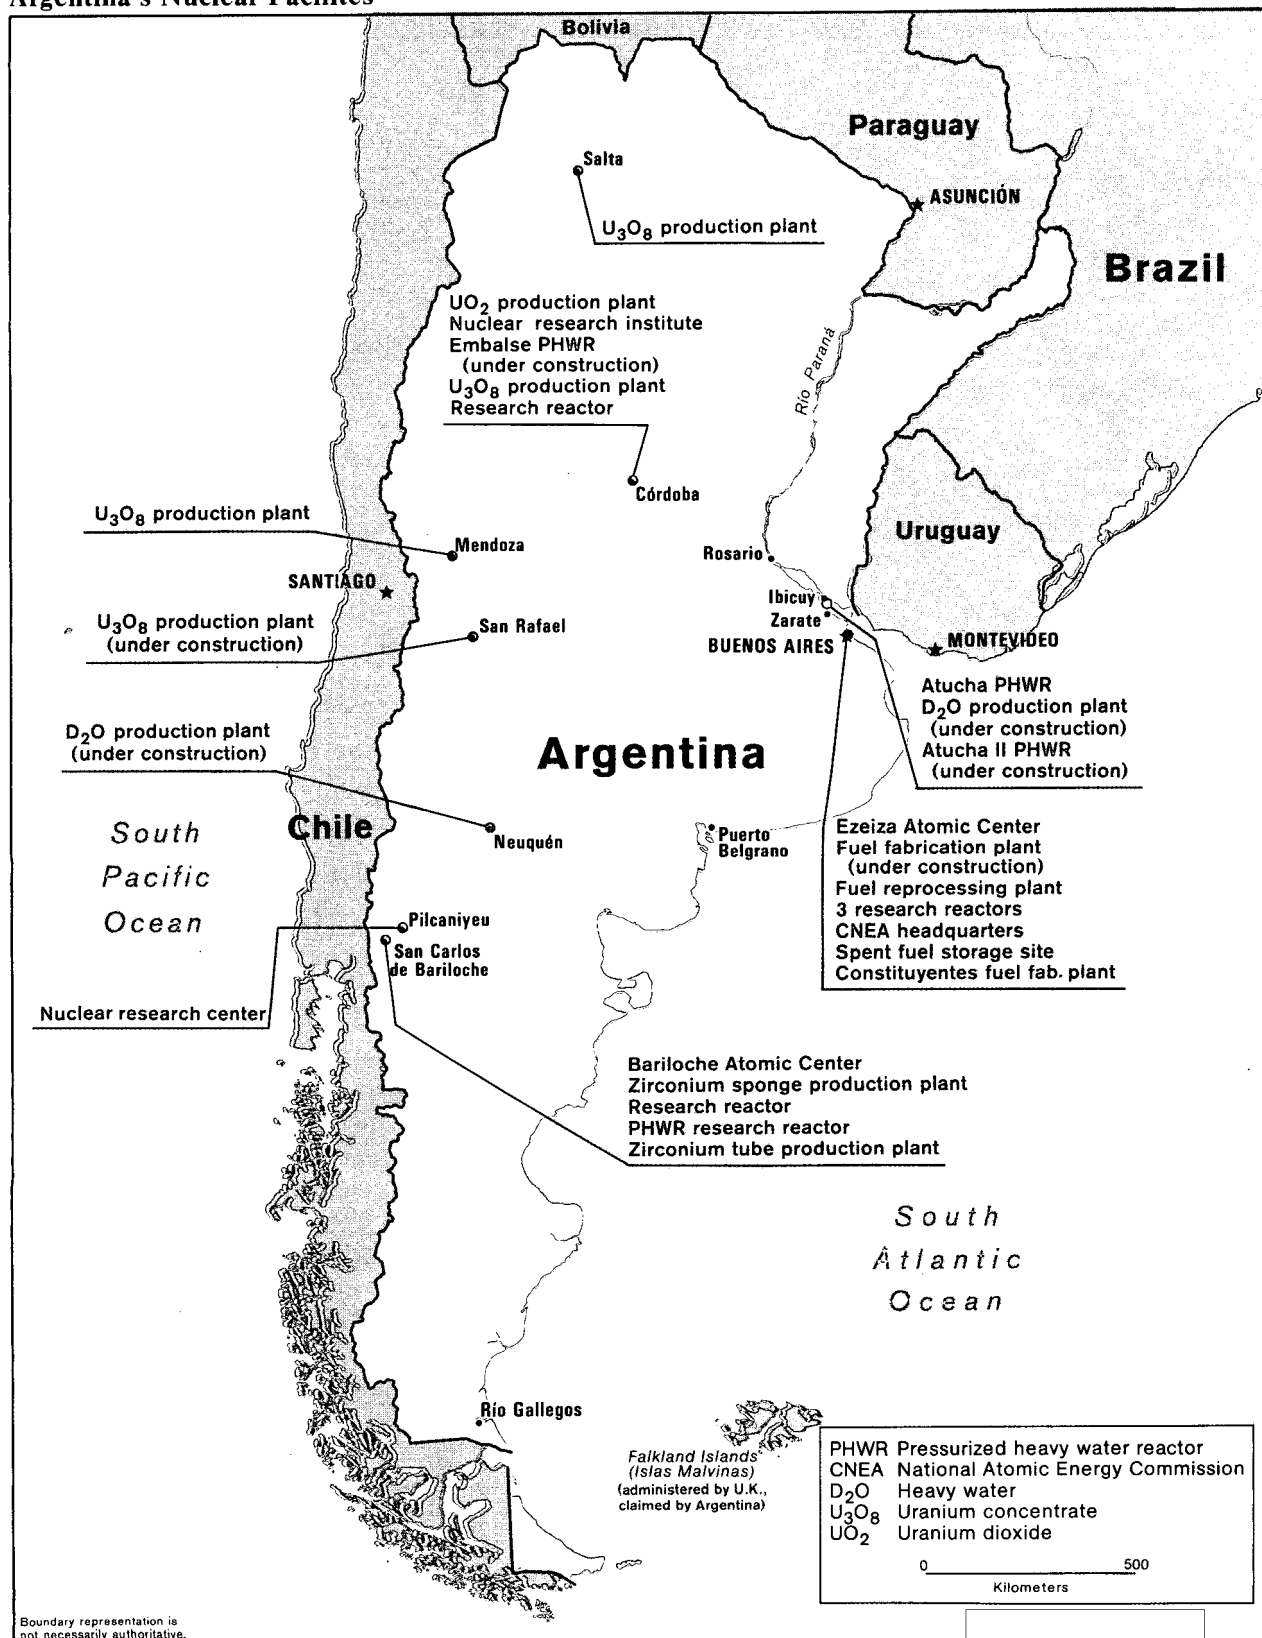 Argentina's Nuclear Facilites
Bolivia
Paraguay
Salta
ASUNCIÓN
U3O8 production plant
Brazil
UO2 production plant
Nuclear research institute
Embalse PHWR
(under construction)
U3O8 production plant
Research reactor
Río Paraná
Córdoba
U3O8 production plant
Uruguay
Mendoza
Rosario
SANTIAGO
Ibicuy
U3O8 production plant
(under construction)
San Rafael
Zarate
BUENOS AIRES
MONTEVIDEO
Atucha PHWR
D2O production plant
(under construction)
Atucha II PHWR
(under construction)
D2O production plant
(under construction)
Argentina
South
Pacific
Ocean
Chile
Neuquén
Puerto
Belgrano
Ezeiza Atomic Center
Fuel fabrication plant
(under construction)
Fuel reprocessing plant
3 research reactors
CNEA headquarters
Spent fuel storage site
Constituyentes fuel fab. plant
Pilcaniyeu
San Carlos
de Bariloche
Nuclear research center
Bariloche Atomic Center
Zirconium sponge production plant
Research reactor
PHWR research reactor
Zirconium tube production plant
South
Atlantic
Ocean
Río Gallegos
Falkland Islands
(Islas Malvinas)
(administered by U.K.,
claimed by Argentina)
PHWR Pressurized heavy water reactor
CNEA National Atomic Energy Commission
D2O Heavy water
U3O8 Uranium concentrate
UO2 Uranium dioxide
0 500
Kilometers
Boundary representation is
not necessarily authoritative.